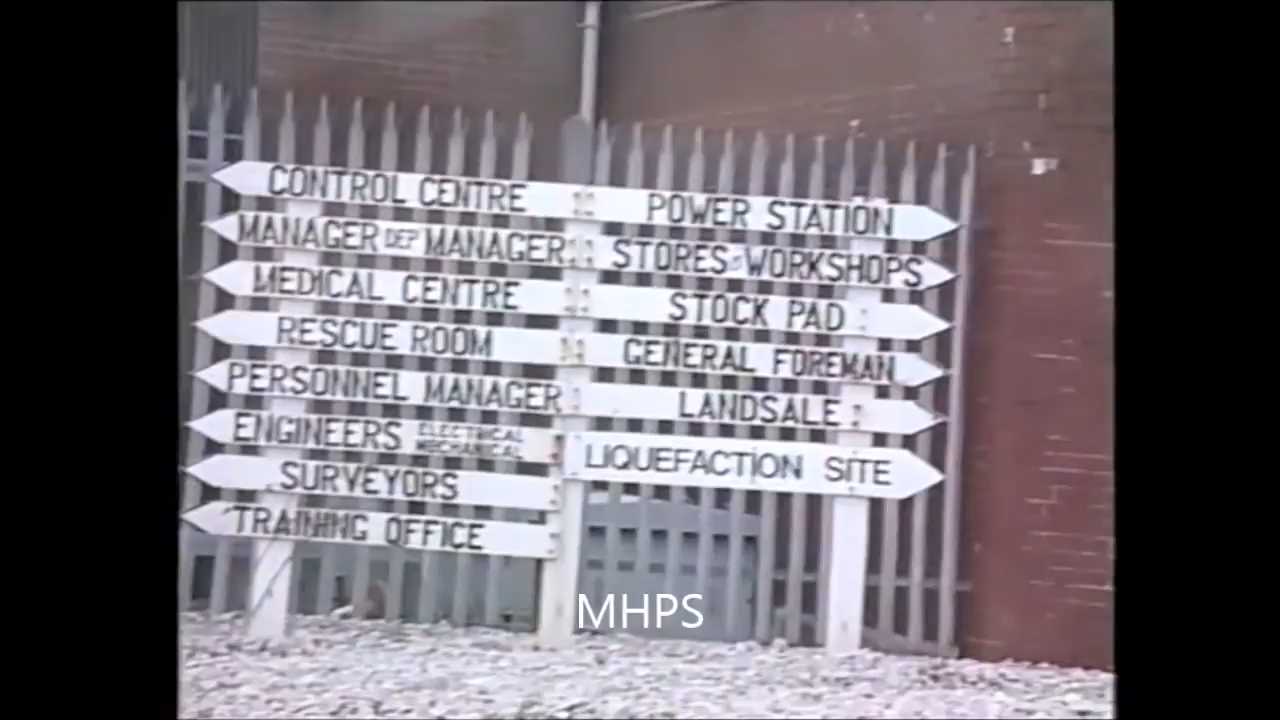 CONTROL CENTRE
MANAGER DEP MANAGER
MEDICAL CENTRE
RESCUE ROOM
PERSONNEL MANAGER
ENGINEERS ELECTRICAL
MECHANICAL
SURVEYORS
TRAINING OFFICE
POWER STATION
STORES & WORKSHOPS
STOCK PAD
GENERAL FOREMAN
LANDSALE
LIQUEFACTION SITE
MHPS